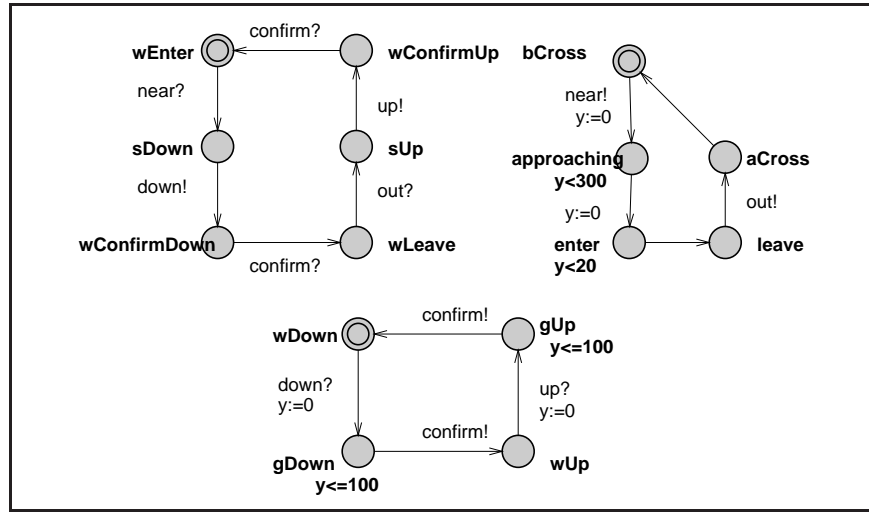 confirm?
wEnter
wConfirmUp
near?
up!
sDown
sUp
down!
out?
wConfirmDown
wLeave
confirm?
bCross
near!
y:=0
approaching
y<300
aCross
y:=0
out!
enter
y<20
leave
confirm!
wDown
gUp
y<=100
down?
y:=0
up?
y:=0
confirm!
gDown
y<=100
wUp